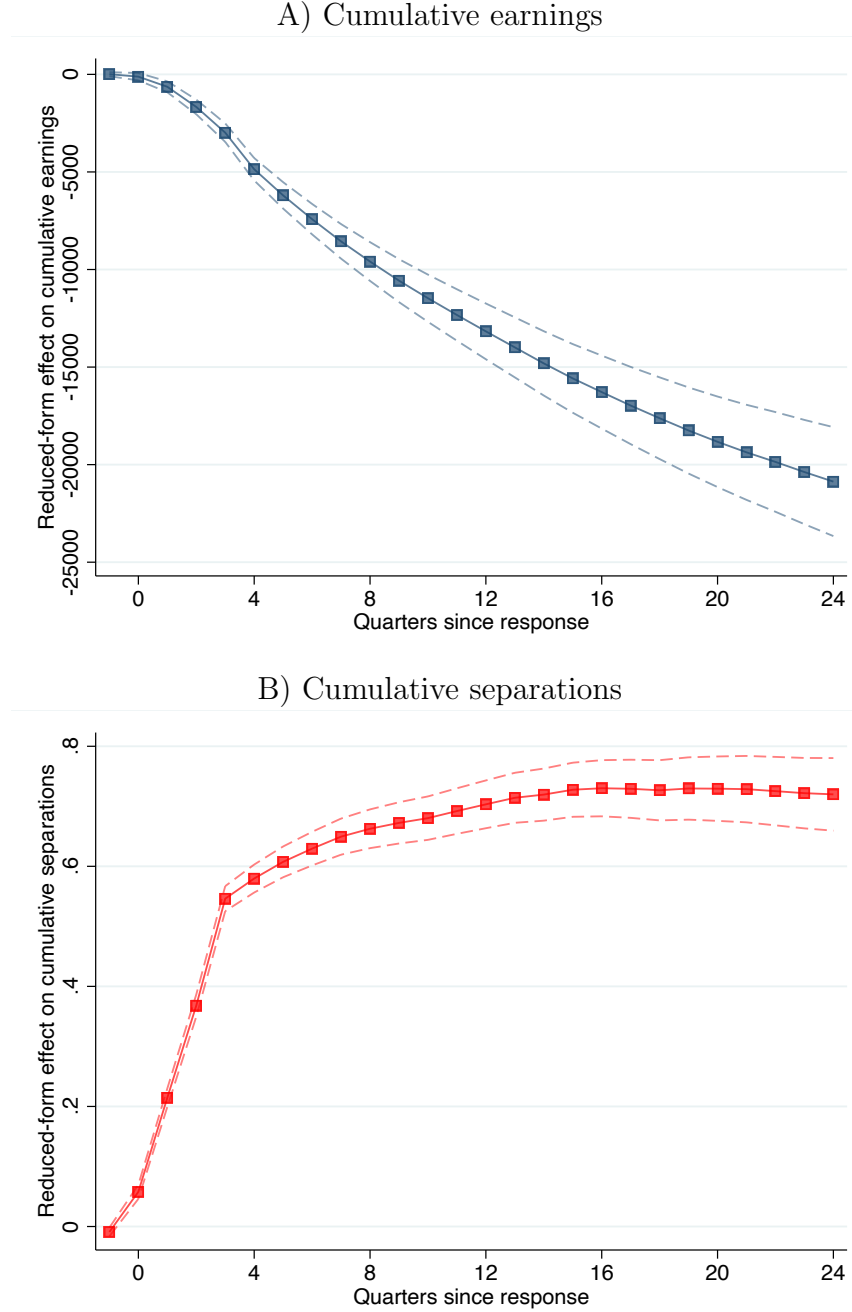 A) Cumulative earnings
Reduced-form effect on cumulative earnings
0
-5000
-10000
-15000
-20000
-25000
0 4 8 12 16 20 24
Quarters since response
B) Cumulative separations
Reduced-form effect on cumulative separations
.8
.6
.4
.2
0
0 4 8 12 16 20 24
Quarters since response